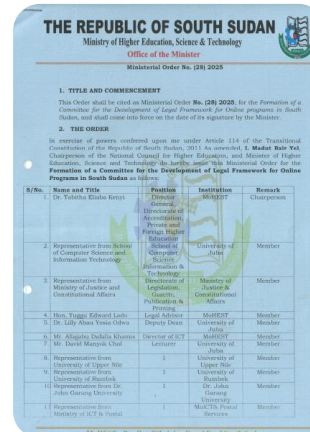 THE REPUBLIC OF SOUTH SUDAN
Ministry of Higher Education, Science & Technology
Office of the Minister
Ministerial Order No. (28) 2025
1. TITLE AND COMMENCEMENT
This Order shall be cited as Ministerial Order No. (28) 2025, for the Formation of a
Committee for the Development of Legal Framework for Online programs in South
Sudan, and shall come into force on the date of its signature by the Minister.
2. THE ORDER
In exercise of powers conferred upon me under Article 114 of the Transitional
Constitution of the Republic of South Sudan, 2011 As amended, I, Madut Bair Yel,
Chairperson of the National Council for Higher Education, and Minister of Higher
Education, Science and Technology do hereby issue this Ministerial Order for the
Formation of a Committee for the Development of Legal Framework for Online
Programs in South Sudan as follows:
S/No. Name and Title Position Institution Remark
1 Dr. Tobitha Eliaba Kenyi Director General, Directorate of Accreditation, Private and Foreign Higher Education MoHEST Chairperson
2. Representative from School of Computer Science and Information Technology School of Computer Science Information & Technology University of Juba Member
3. Representative from Ministry of Justice and Constitutional Affairs Directorate of Legislation, Gazette, Publication & Printing Ministry of Justice & Constitutional Affairs Member
4. Hon. Edward Lado Legal Advisor MoHEST Member
5. Dr. Lilly Deputy Dean University of Juba Member
6. Mr. Director of ICT MoHEST Member
7. Mr. David Lecturer University of Juba Member
8. Representative from University of Upper Nile 1 University of Upper Nile Member
9. Representative from University of Rumbek 1 University of Rumbek Member
10 Representative from Dr. John Garang University 1 Dr. John Garang University Member
11 Representative from Ministry of ICT & Postal 1 MoICT& Postal Services Member